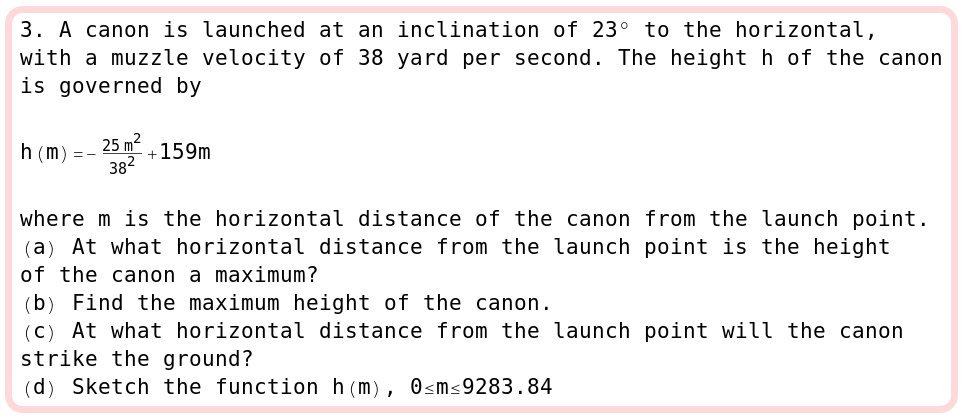 3. A canon is launched at an inclination of 23° to the horizontal,
with a muzzle velocity of 38 yard per second. The height h of the canon
is governed by
h(m)=-\frac{25m^2}{38^2}+159m
where m is the horizontal distance of the canon from the launch point.
(a) At what horizontal distance from the launch point is the height
of the canon a maximum?
(b) Find the maximum height of the canon.
(c) At what horizontal distance from the launch point will the canon
strike the ground?
(d) Sketch the function h(m), 0≤m≤9283.84